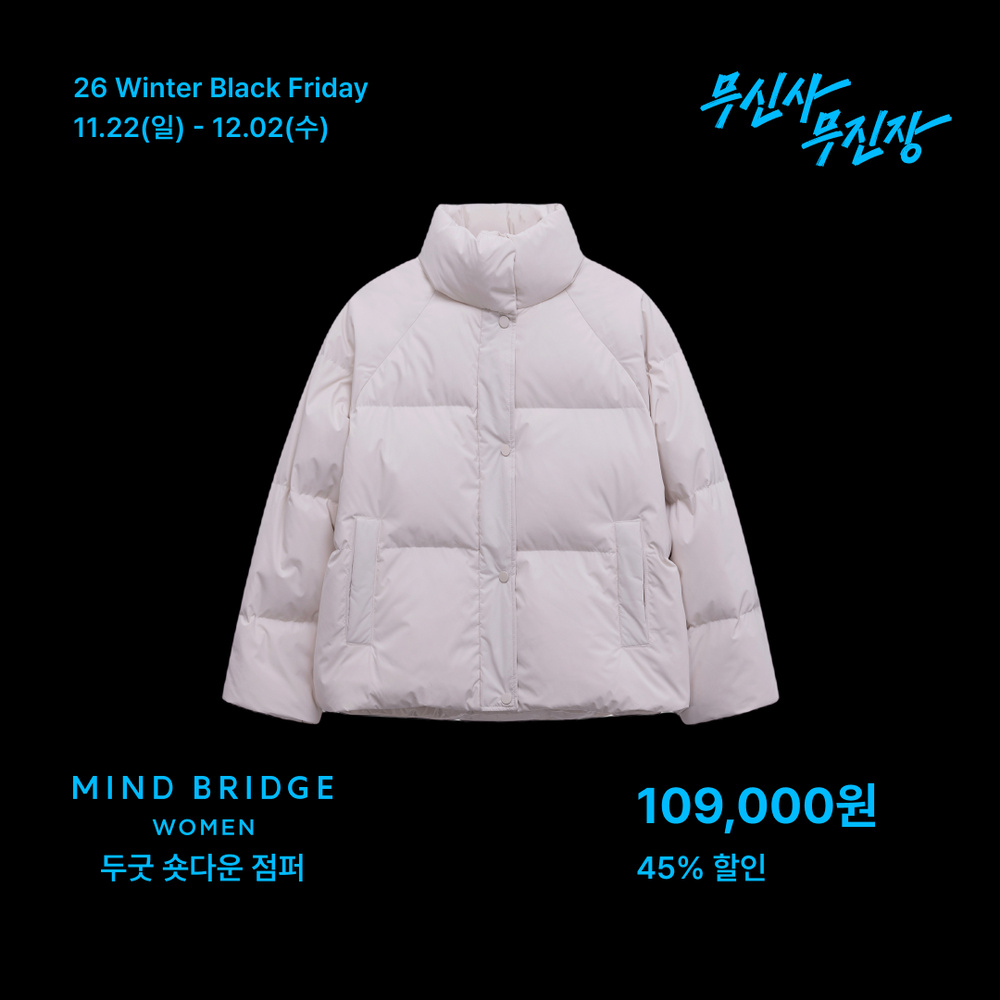 26 Winter Black Friday
11.22(일) - 12.02(수)
무신사
무진장
MIND BRIDGE
WOMEN
두굿 숏다운 점퍼
109,000원
45% 할인